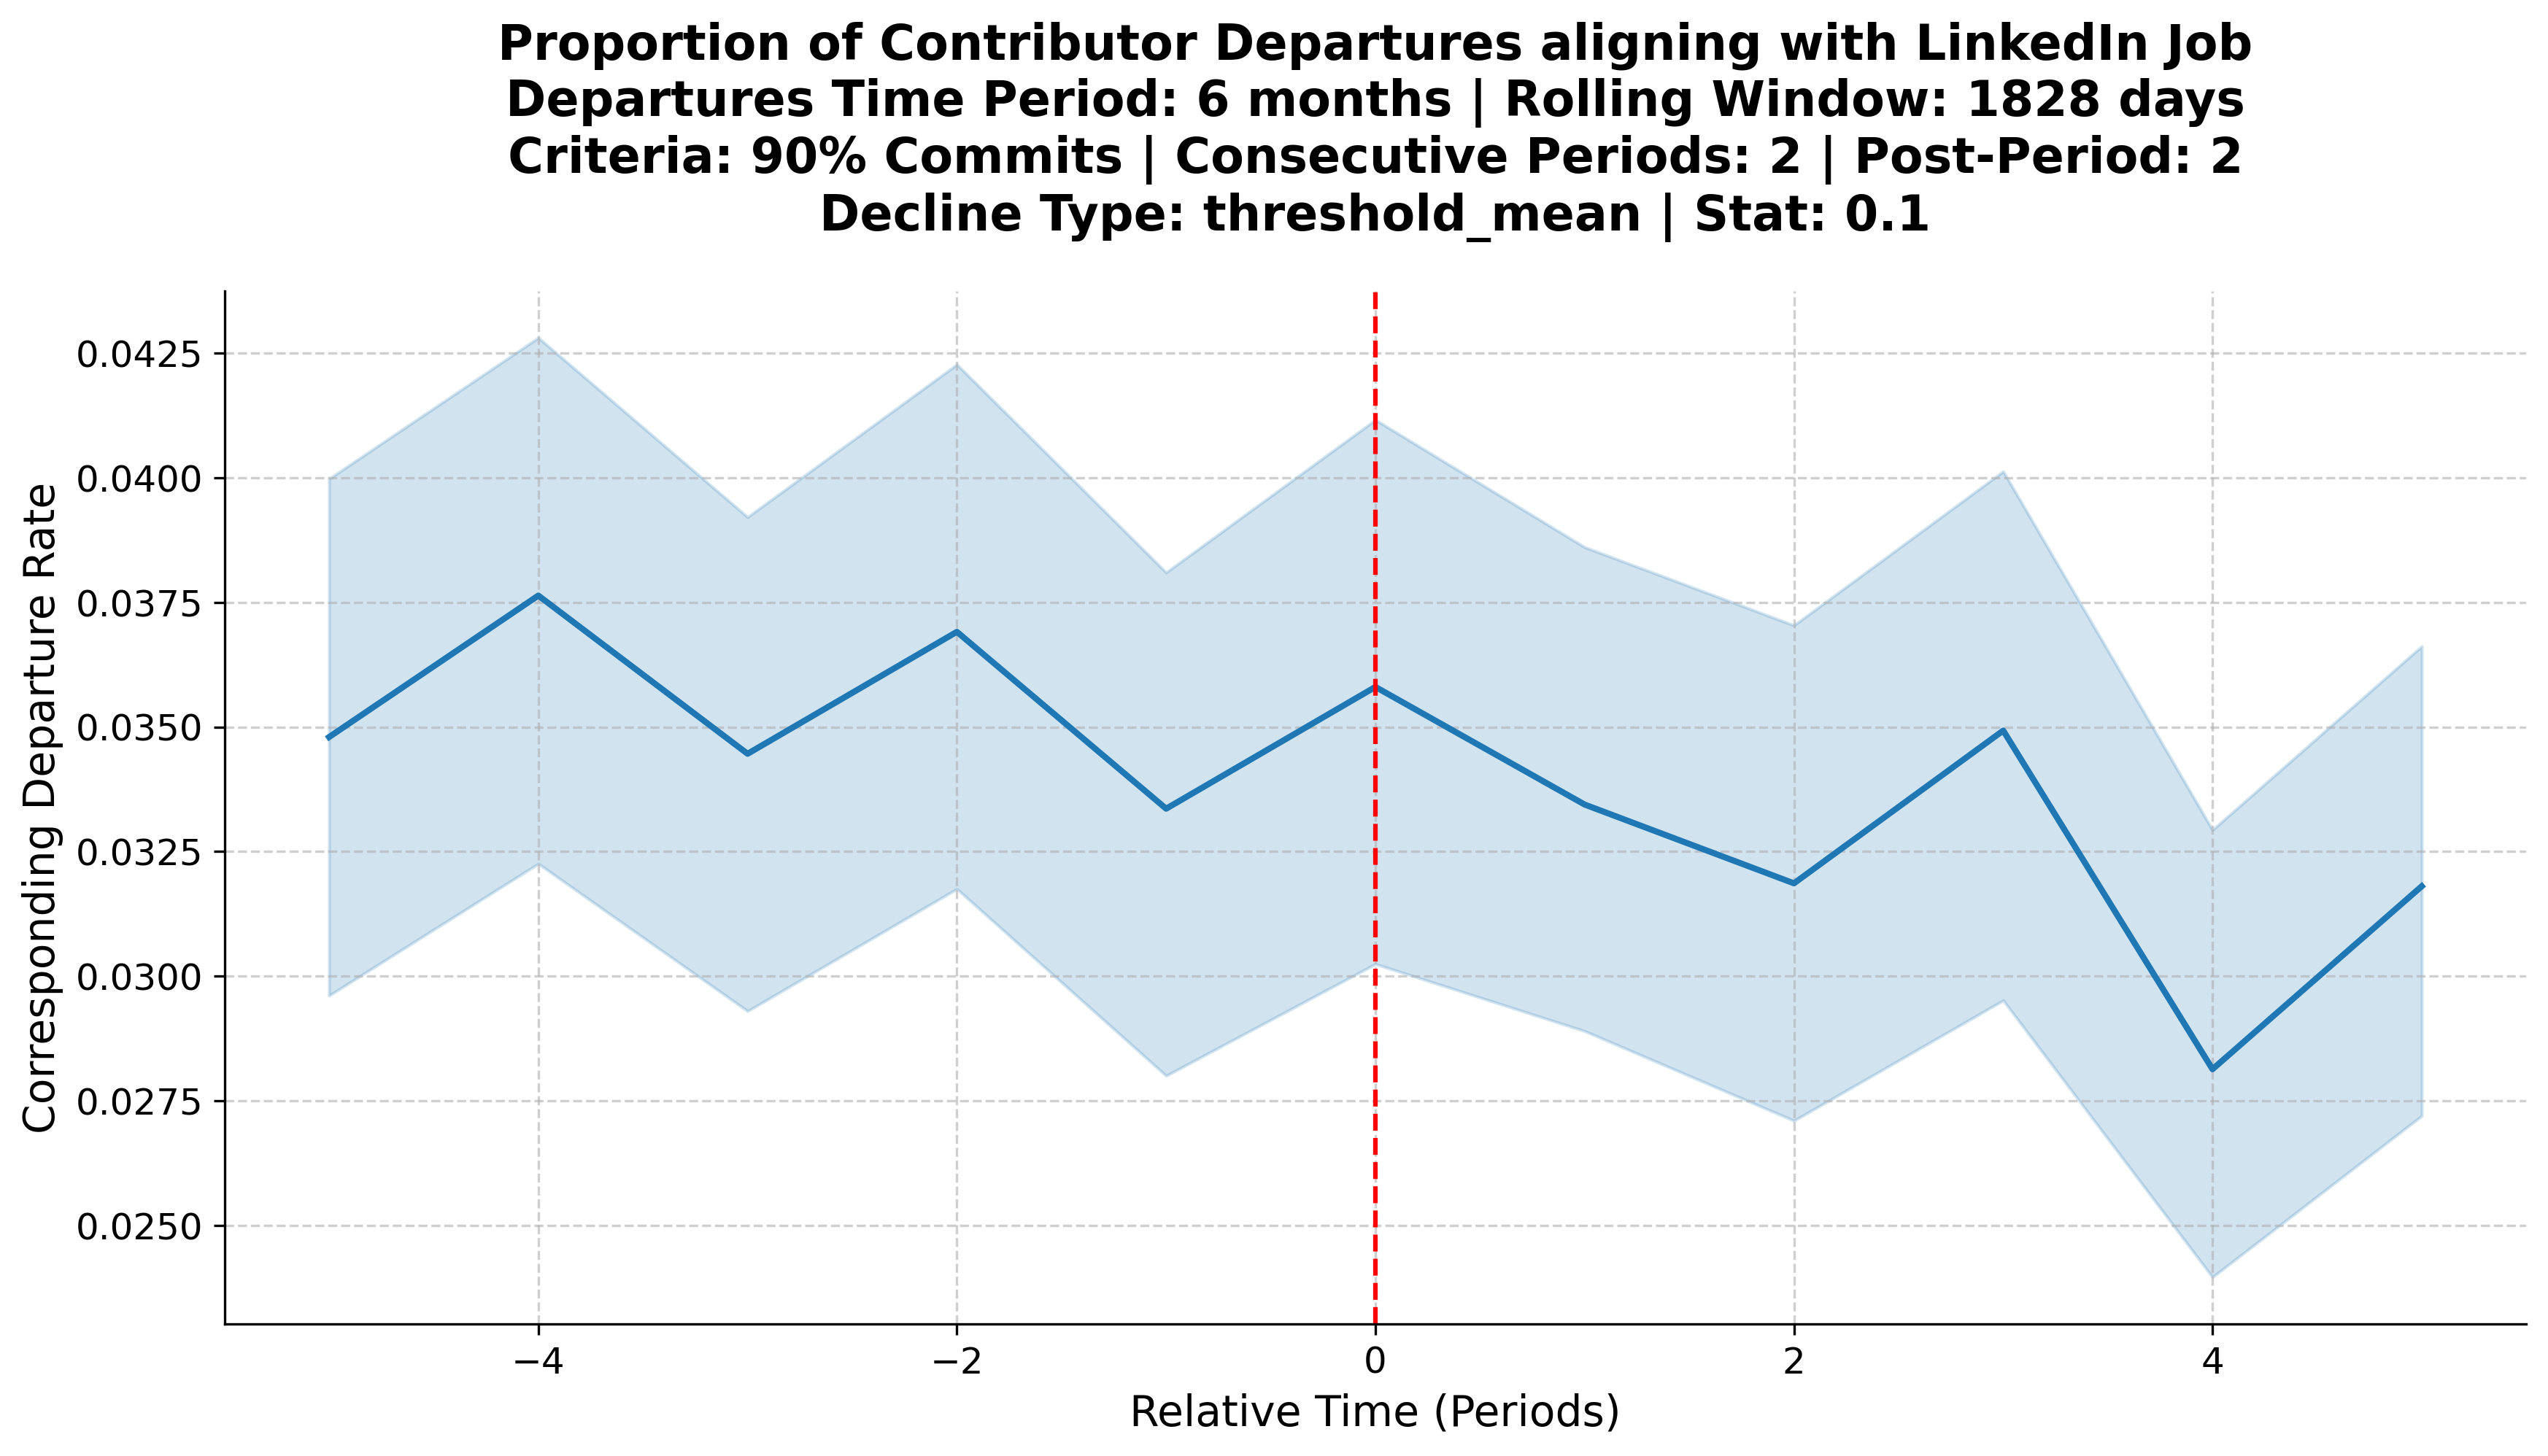 Proportion of Contributor Departures aligning with LinkedIn Job
Departures Time Period: 6 months | Rolling Window: 1828 days
Criteria: 90% Commits | Consecutive Periods: 2 | Post-Period: 2
Decline Type: threshold_mean | Stat: 0.1
Corresponding Departure Rate
0.0425
0.0400
0.0375
0.0350
0.0325
0.0300
0.0275
0.0250
−4 −2 0 2 4
Relative Time (Periods)